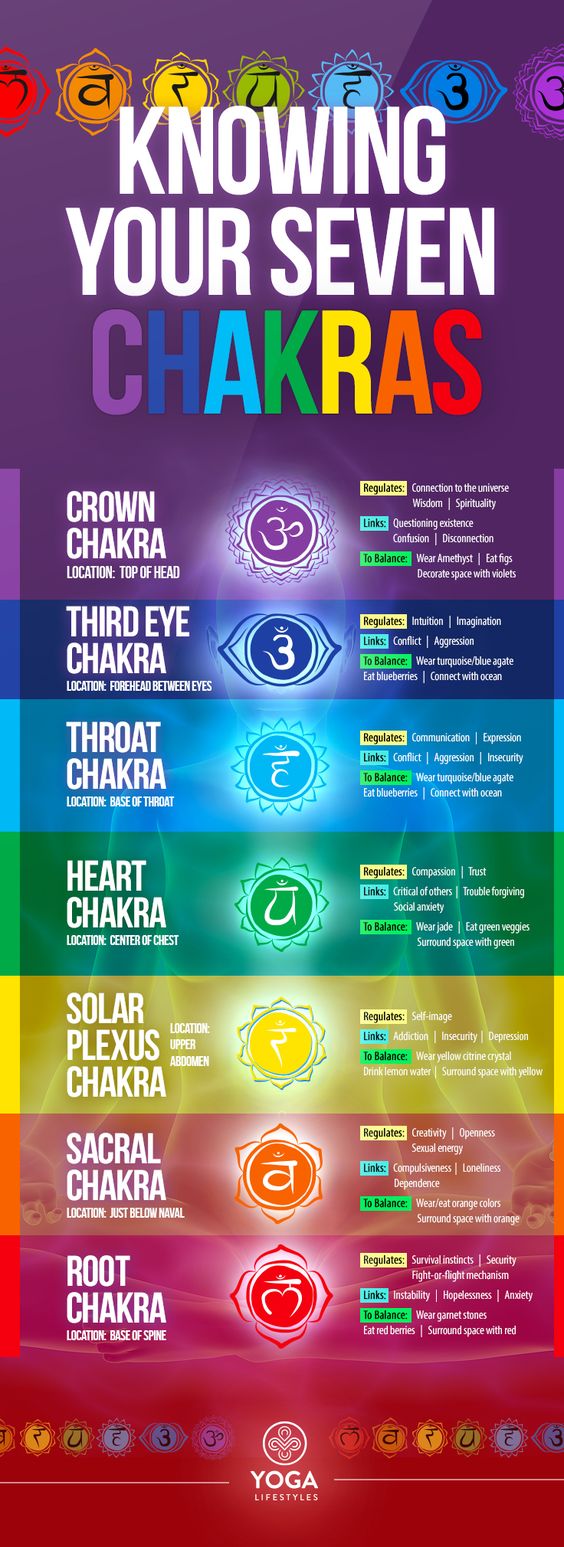 लं वं रं यं हं ॐ ॐ
KNOWING
YOUR SEVEN
CHAKRAS
CROWN
CHAKRA
LOCATION: TOP OF HEAD
ॐ
Regulates: Connection to the universe
Wisdom | Spirituality
Links: Questioning existence
Confusion | Disconnection
To Balance: Wear Amethyst | Eat figs
Decorate space with violets
THIRD EYE
CHAKRA
LOCATION: FOREHEAD BETWEEN EYES
ॐ
Regulates: Intuition | Imagination
Links: Conflict | Aggression
To Balance: Wear turquoise/blue agate
Eat blueberries | Connect with ocean
THROAT
CHAKRA
LOCATION: BASE OF THROAT
हं
Regulates: Communication | Expression
Links: Conflict | Aggression | Insecurity
To Balance: Wear turquoise/blue agate
Eat blueberries | Connect with ocean
HEART
CHAKRA
LOCATION: CENTER OF CHEST
यं
Regulates: Compassion | Trust
Links: Critical of others | Trouble forgiving
Social anxiety
To Balance: Wear jade | Eat green veggies
Surround space with green
SOLAR
PLEXUS
CHAKRA
LOCATION:
UPPER
ABDOMEN
रं
Regulates: Self-image
Links: Addiction | Insecurity | Depression
To Balance: Wear yellow citrine crystal
Drink lemon water | Surround space with yellow
SACRAL
CHAKRA
LOCATION: JUST BELOW NAVAL
वं
Regulates: Creativity | Openness
Sexual energy
Links: Compulsiveness | Loneliness
Dependence
To Balance: Wear/eat orange colors
Surround space with orange
ROOT
CHAKRA
LOCATION: BASE OF SPINE
लं
Regulates: Survival instincts | Security
Fight-or-flight mechanism
Links: Instability | Hopelessness | Anxiety
To Balance: Wear garnet stones
Eat red berries | Surround space with red
वं रं यं हं ॐ ॐ
लं वं रं यं हं ॐ
YOGA
LIFESTYLES